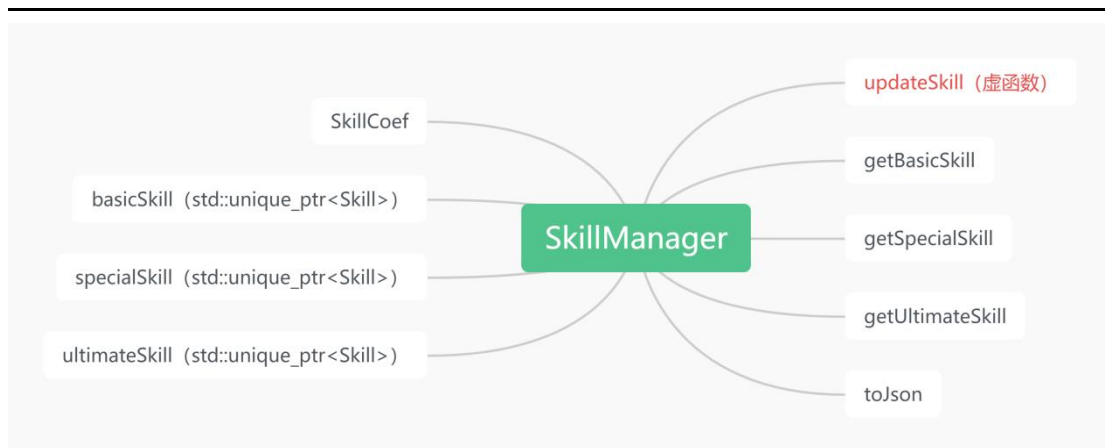 SkillCoef
basicSkill（std::unique_ptr<Skill>）
specialSkill（std::unique_ptr<Skill>）
ultimateSkill（std::unique_ptr<Skill>）
SkillManager
updateSkill（虚函数）
getBasicSkill
getSpecialSkill
getUltimateSkill
toJson